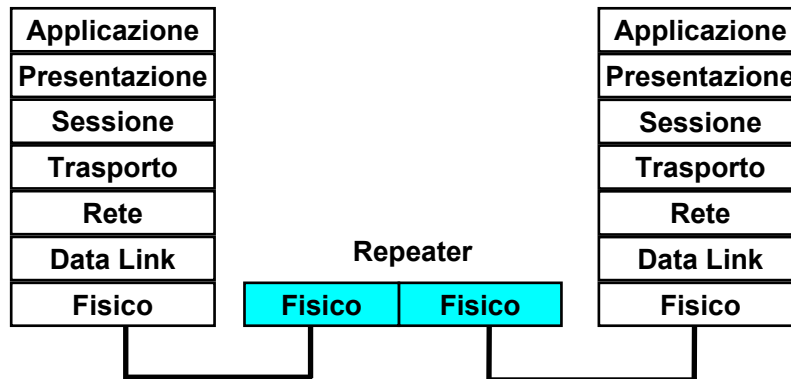 Applicazione
Presentazione
Sessione
Trasporto
Rete
Data Link
Fisico
Repeater
Fisico Fisico
Applicazione
Presentazione
Sessione
Trasporto
Rete
Data Link
Fisico